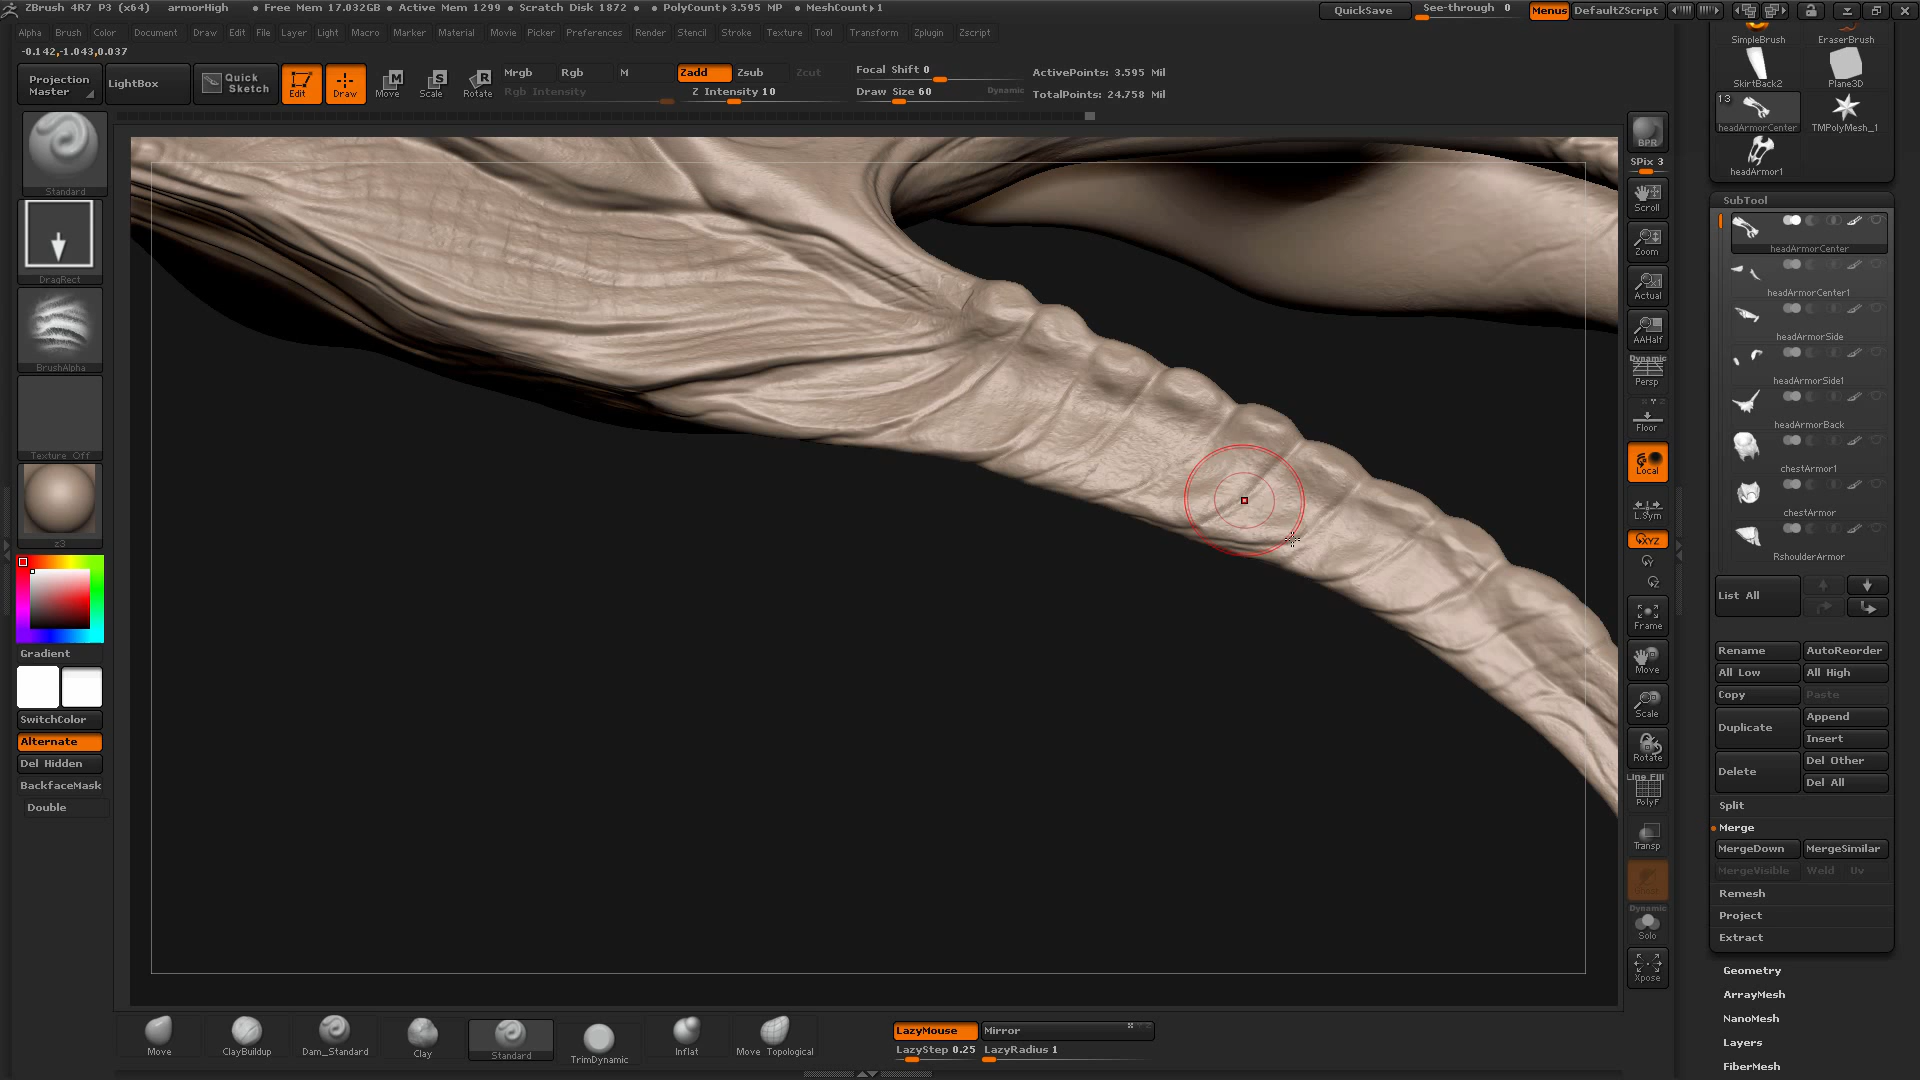 ZBrush 4R7 P3 (x64) armorHigh • Free Mem 17.032GB • Active Mem 1299 • Scratch Disk 1872 • • PolyCount▸3.595 MP • MeshCount▸1
QuickSave See-through 0 Menus DefaultZScript
Alpha Brush Color Document Draw Edit File Layer Light Macro Marker Material Movie Picker Preferences Render Stencil Stroke Texture Tool Transform Zplugin Zscript
-0.142,-1.043,0.037
Projection Master
LightBox
Quick Sketch
Edit
Draw
Move
Scale
Rotate
Mrgb Rgb M
Rgb Intensity
Zadd Zsub Zcut
Z Intensity 10
Focal Shift 0
Draw Size 60 Dynamic
ActivePoints: 3.595 Mil
TotalPoints: 24.758 Mil
Standard
DragRect
BrushAlpha
Texture Off
z3
Gradient
SwitchColor
Alternate
Del Hidden
BackfaceMask
Double
BPR
SPix 3
Scroll
Zoom
Actual
AAHalf
Dynamic
Persp
Floor
Local
L.Sym
XYZ
Y
Z
Frame
Move
Scale
Rotate
Line Fill
PolyF
Transp
Ghost
Dynamic
Solo
Xpose
SimpleBrush EraserBrush
SkirtBack2 Plane3D
13
headArmorCenter TMPolyMesh_1
headArmor1
SubTool
headArmorCenter
headArmorCenter1
headArmorSide
headArmorSide1
headArmorBack
chestArmor1
chestArmor
RshoulderArmor
List All
Rename AutoReorder
All Low All High
Copy Paste
Duplicate Append
Insert
Delete Del Other
Del All
Split
Merge
MergeDown MergeSimilar
MergeVisible Weld Uv
Remesh
Project
Extract
Geometry
ArrayMesh
NanoMesh
Layers
FiberMesh
Move
ClayBuildup
Dam_Standard
Clay
Standard
TrimDynamic
Inflat
Move Topological
LazyMouse Mirror
LazyStep 0.25 LazyRadius 1